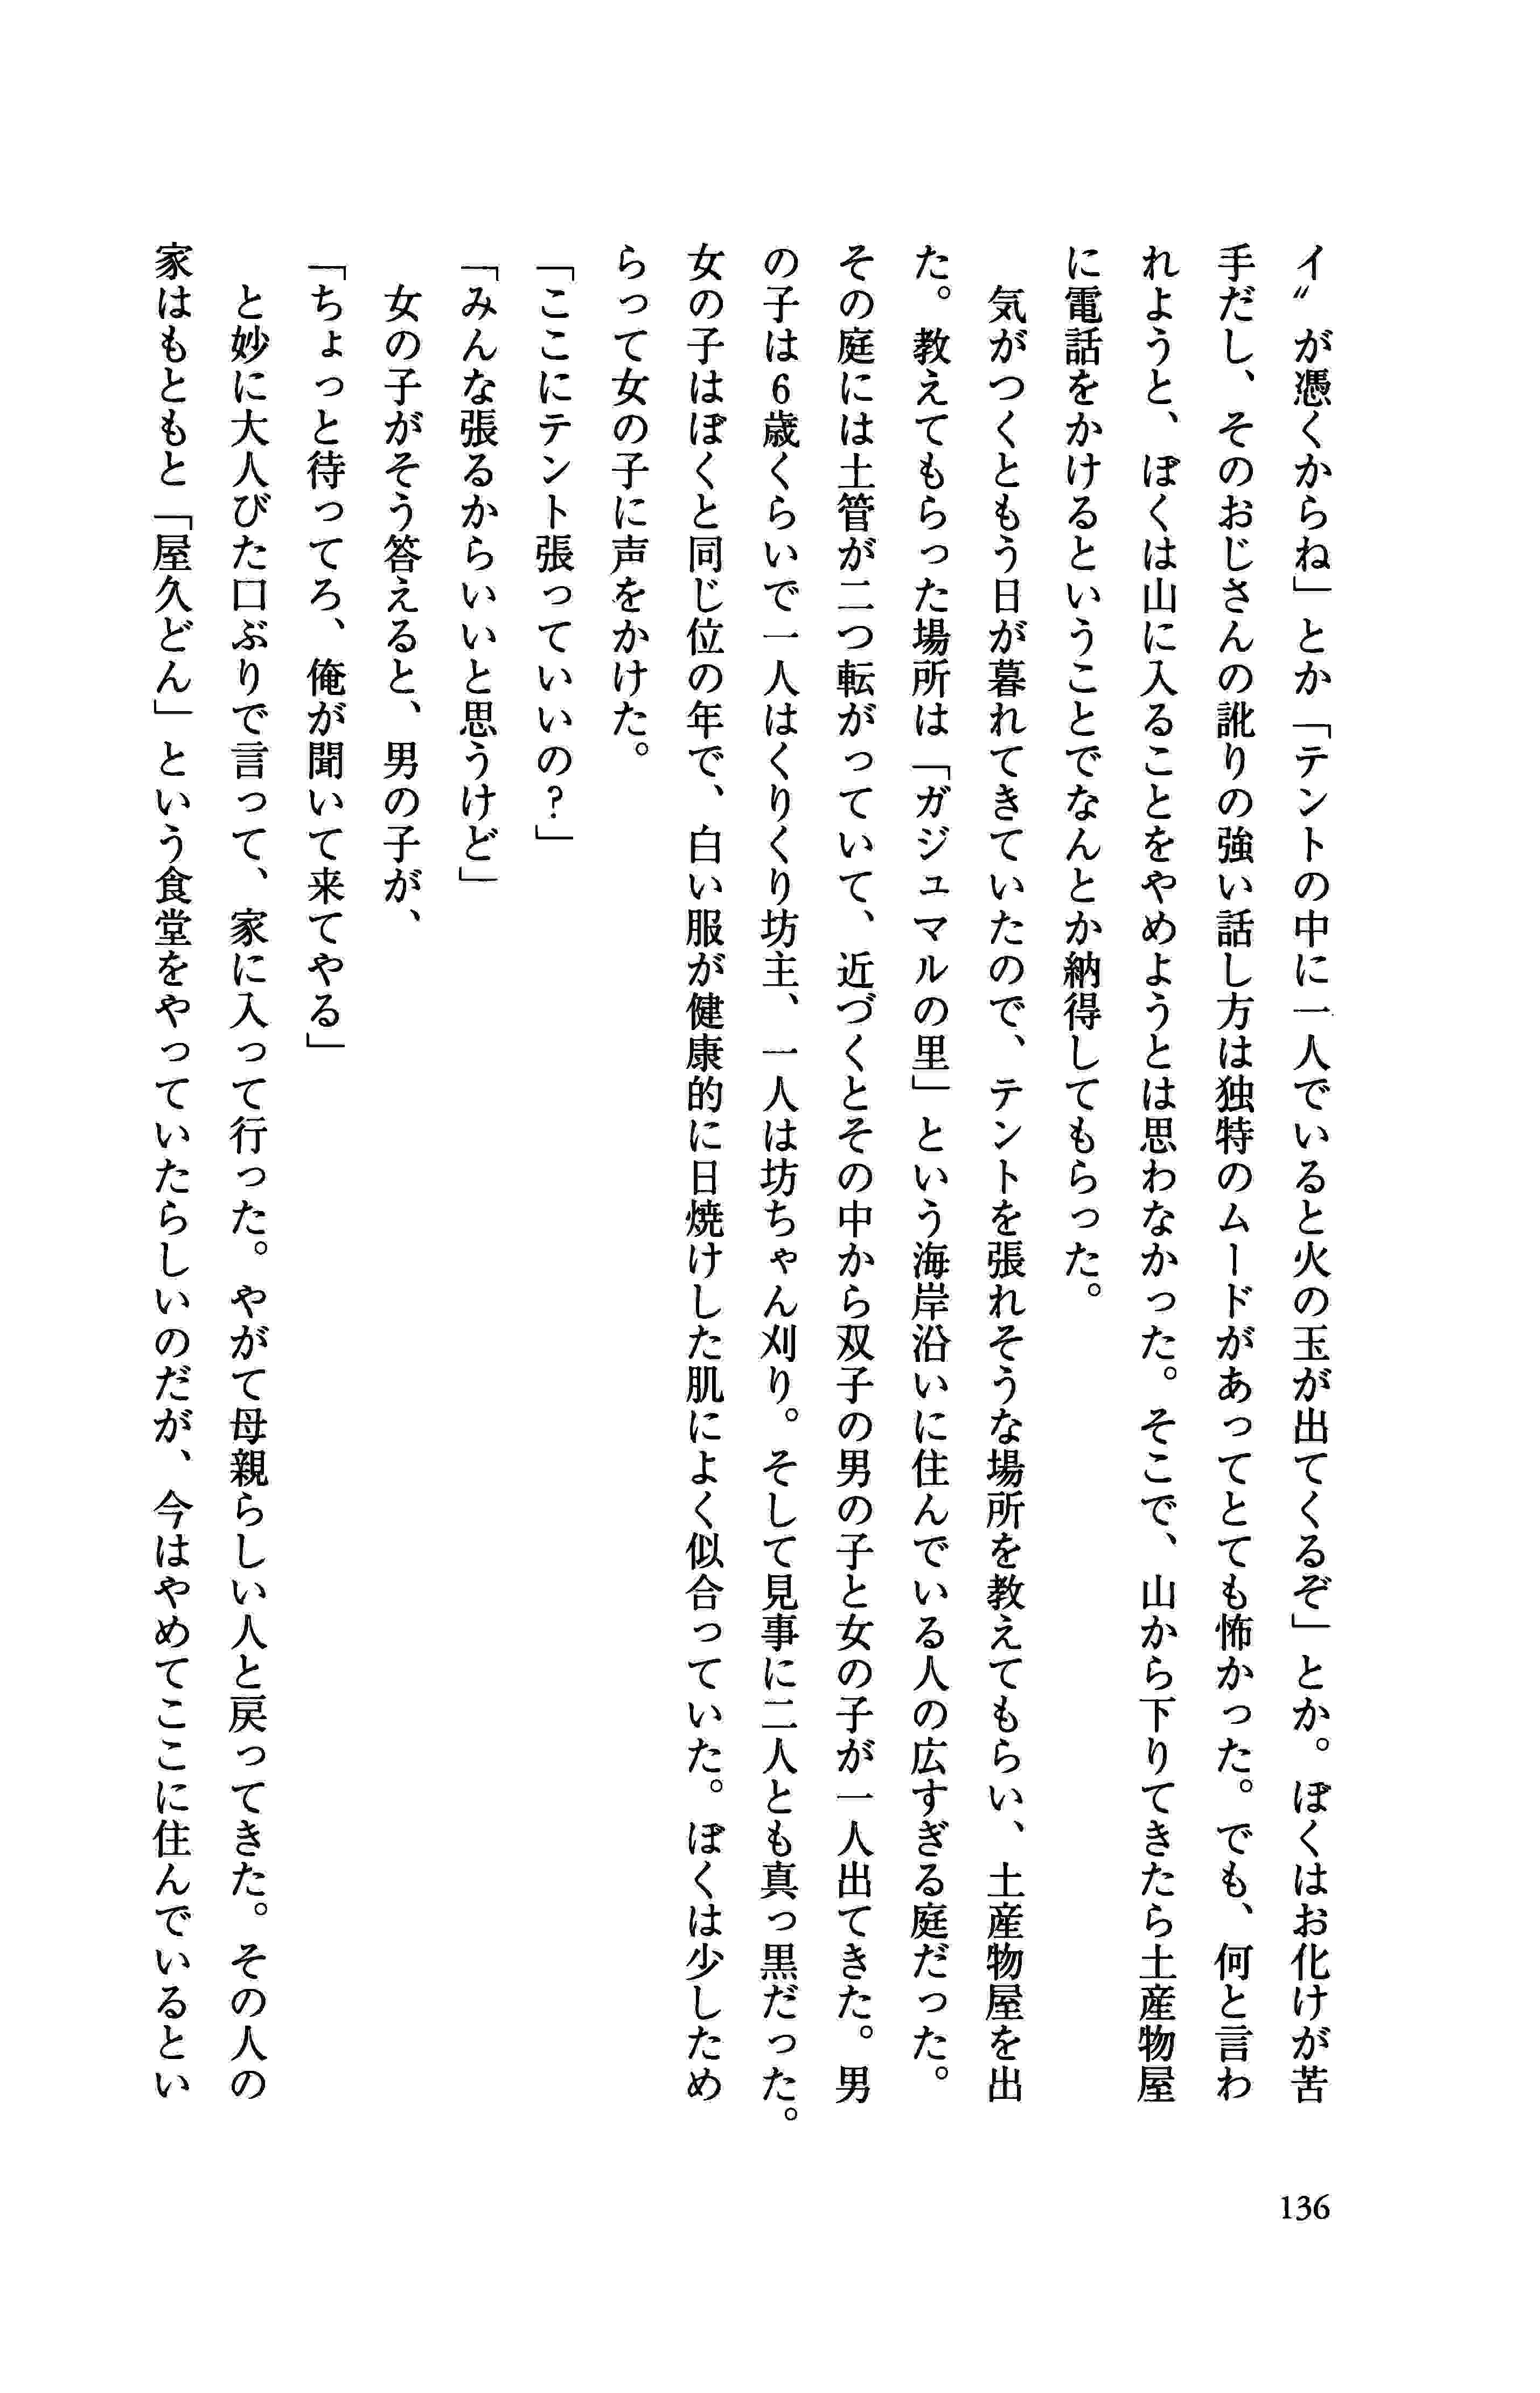 イ〟が憑くからね」とか「テントの中に一人でいると火の玉が出てくるぞ」とか。ぼくはお化けが苦
手だし、そのおじさんの訛りの強い話し方は独特のムードがあってとても怖かった。でも、何と言わ
れようと、ぼくは山に入ることをやめようとは思わなかった。そこで、山から下りてきたら土産物屋
に電話をかけるということでなんとか納得してもらった。
　気がつくともう日が暮れてきていたので、テントを張れそうな場所を教えてもらい、土産物屋を出
た。教えてもらった場所は「ガジュマルの里」という海岸沿いに住んでいる人の広すぎる庭だった。
その庭には土管が二つ転がっていて、近づくとその中から双子の男の子と女の子が一人出てきた。男
の子は6歳くらいで一人はくりくり坊主、一人は坊ちゃん刈り。そして見事に二人とも真っ黒だった。
女の子はぼくと同じ位の年で、白い服が健康的に日焼けした肌によく似合っていた。ぼくは少しため
らって女の子に声をかけた。
「ここにテント張っていいの？」
「みんな張るからいいと思うけど」
　女の子がそう答えると、男の子が、
「ちょっと待ってろ、俺が聞いて来てやる」
　と妙に大人びた口ぶりで言って、家に入って行った。やがて母親らしい人と戻ってきた。その人の
家はもともと「屋久どん」という食堂をやっていたらしいのだが、今はやめてここに住んでいるとい
136